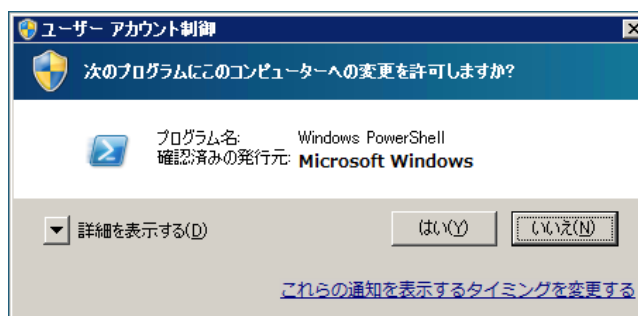 ユーザー アカウント制御
次のプログラムにこのコンピューターへの変更を許可しますか?
プログラム名: Windows PowerShell
確認済みの発行元: Microsoft Windows
詳細を表示する(D) はい(Y) いいえ(N)
これらの通知を表示するタイミングを変更する